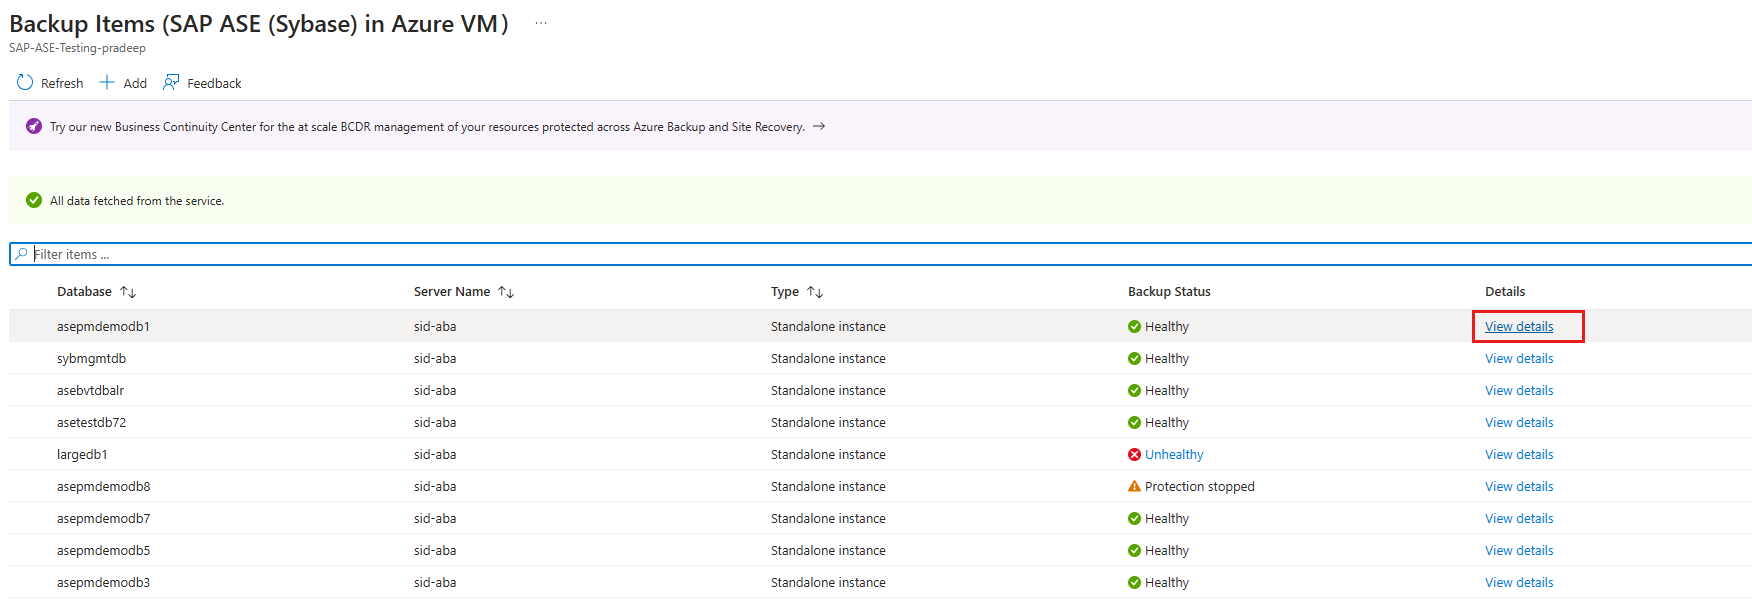 Backup Items (SAP ASE (Sybase) in Azure VM) ...
SAP-ASE-Testing-pradeep
Refresh Add Feedback
Try our new Business Continuity Center for the at scale BCDR management of your resources protected across Azure Backup and Site Recovery. →
All data fetched from the service.
Filter items ...
Database ↑↓ Server Name ↑↓ Type ↑↓ Backup Status Details
asepmdemodb1 sid-aba Standalone instance Healthy View details
sybmgmtdb sid-aba Standalone instance Healthy View details
asebvtdbalr sid-aba Standalone instance Healthy View details
asetestdb72 sid-aba Standalone instance Healthy View details
largedb1 sid-aba Standalone instance Unhealthy View details
asepmdemodb8 sid-aba Standalone instance Protection stopped View details
asepmdemodb7 sid-aba Standalone instance Healthy View details
asepmdemodb5 sid-aba Standalone instance Healthy View details
asepmdemodb3 sid-aba Standalone instance Healthy View details